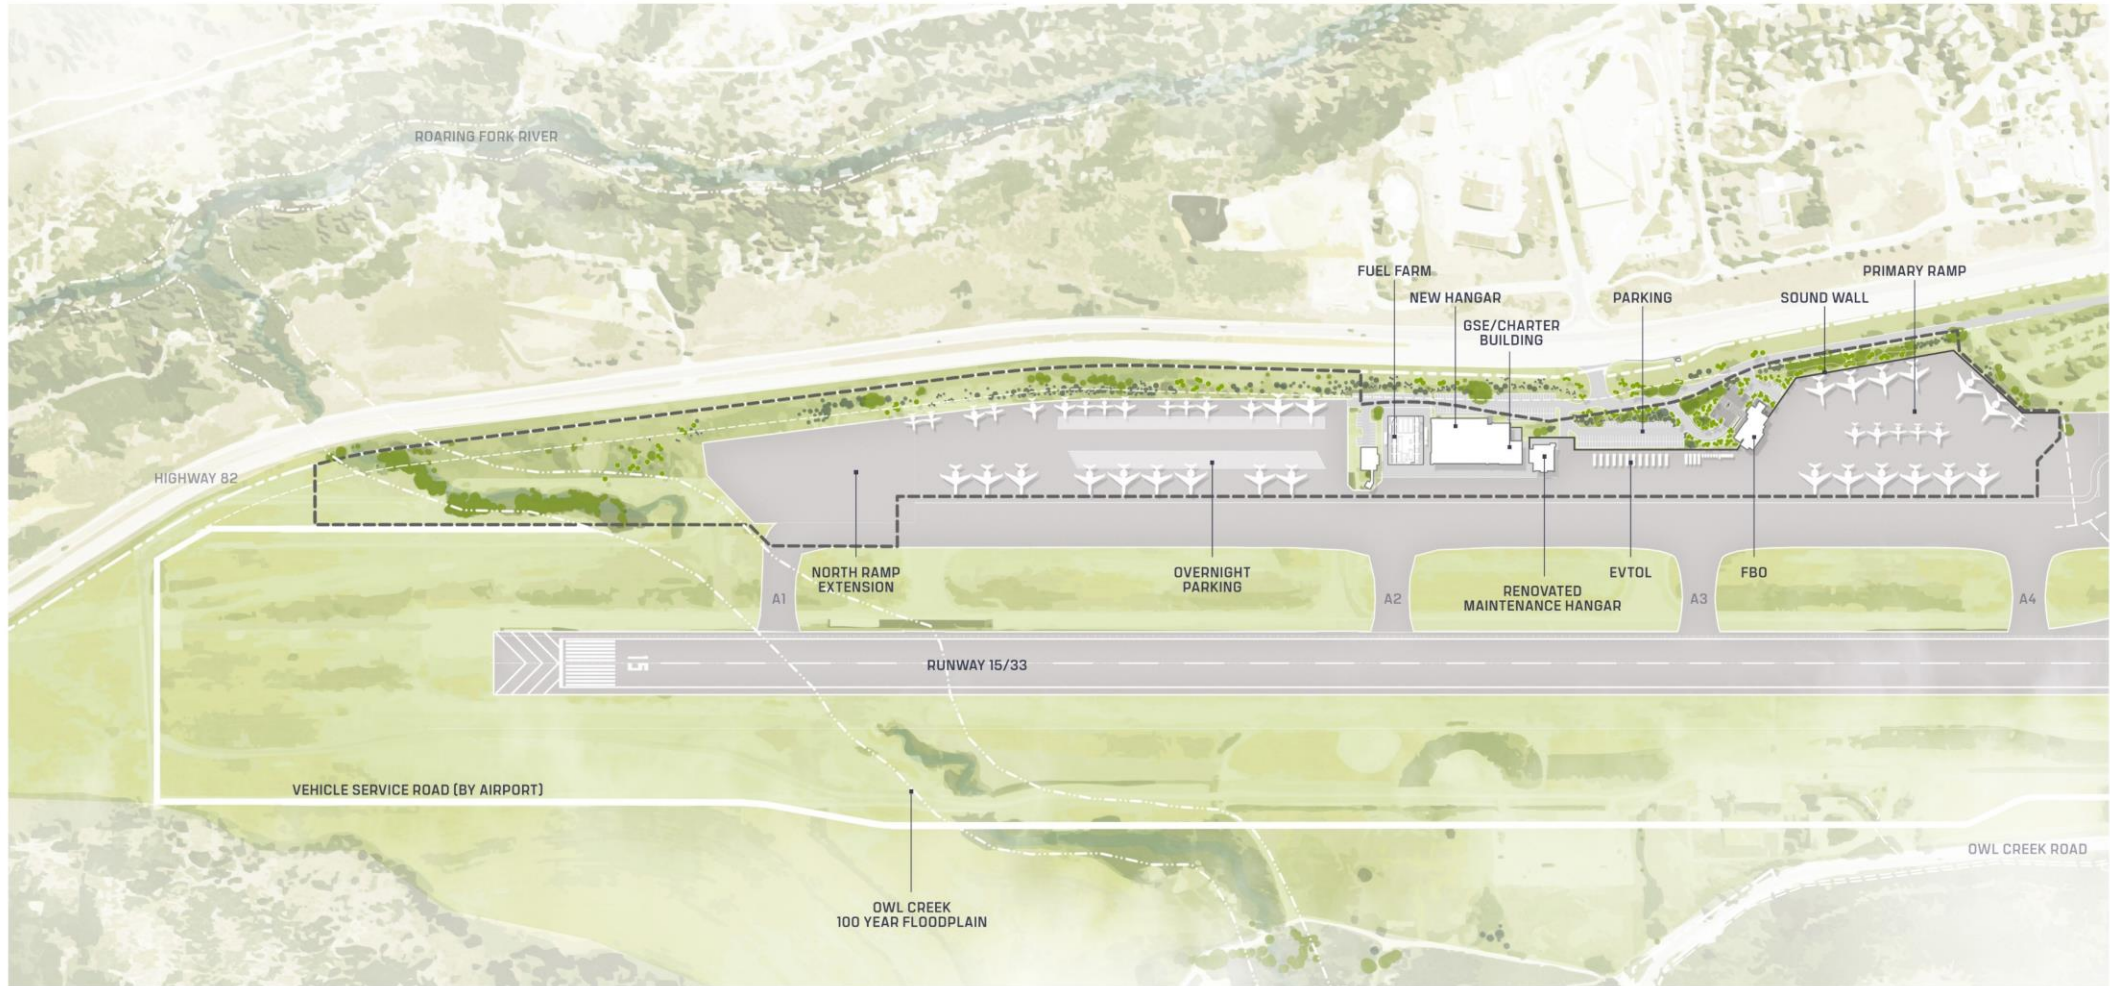 ROARING FORK RIVER
FUEL FARM
PRIMARY RAMP
NEW HANGAR
PARKING
SOUND WALL
GSE/CHARTER
BUILDING
HIGHWAY 82
NORTH RAMP
EXTENSION
OVERNIGHT
PARKING
RENOVATED
MAINTENANCE HANGAR
EVTOL
FBO
A1
A2
A3
A4
15
RUNWAY 15/33
VEHICLE SERVICE ROAD (BY AIRPORT)
OWL CREEK ROAD
OWL CREEK
100 YEAR FLOODPLAIN